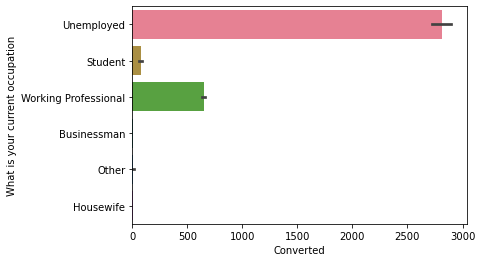 What is your current occupation
Unemployed
Student
Working Professional
Businessman
Other
Housewife
0 500 1000 1500 2000 2500 3000
Converted